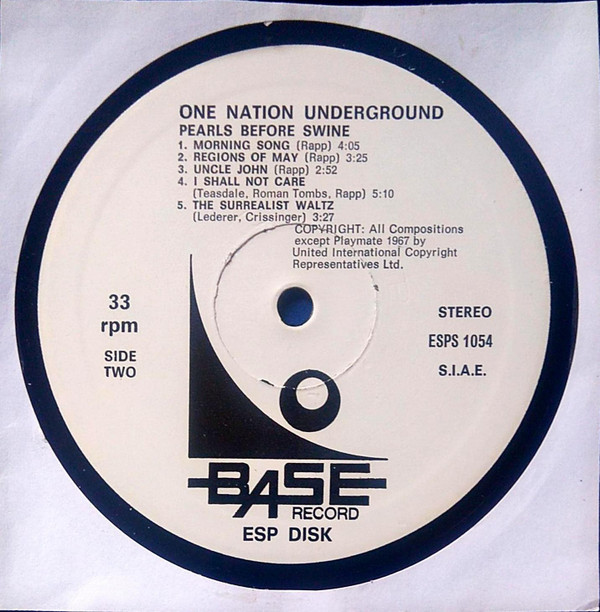 ONE NATION UNDERGROUND
PEARLS BEFORE SWINE
1. MORNING SONG (Rapp) 4:05
2. REGIONS OF MAY (Rapp) 3:25
3. UNCLE JOHN (Rapp) 2:52
4. I SHALL NOT CARE
(Teasdale, Roman Tombs, Rapp) 5:10
5. THE SURREALIST WALTZ
(Lederer, Crissinger) 3:27
COPYRIGHT: All Compositions
except Playmate 1967 by
United International Copyright
Representatives Ltd.
33
rpm
SIDE
TWO
STEREO
ESPS 1054
S.I.A.E.
BASE
RECORD
ESP DISK